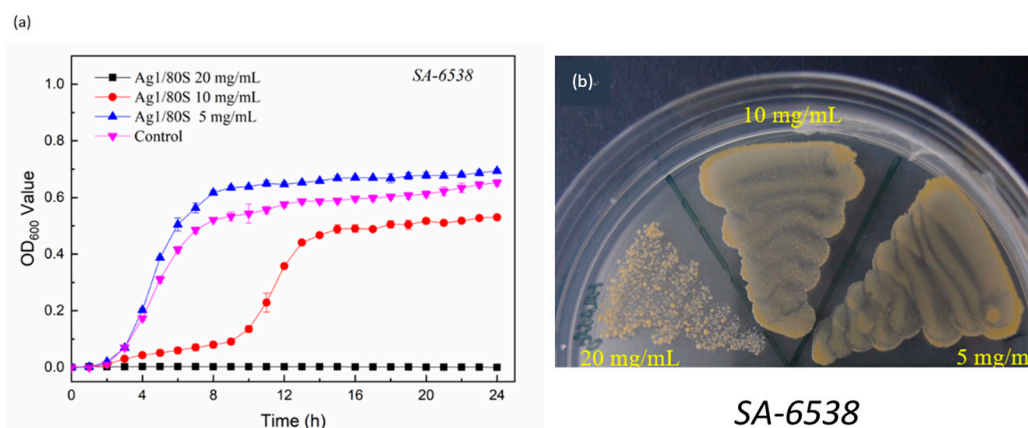 (a)
Ag1/80S 20 mg/mL
Ag1/80S 10 mg/mL
Ag1/80S 5 mg/mL
Control
SA-6538
OD600 Value
1.0
0.8
0.6
0.4
0.2
0.0
0 4 8 12 16 20 24
Time (h)
(b)
10 mg/mL
20 mg/mL
5 mg/m
SA-6538